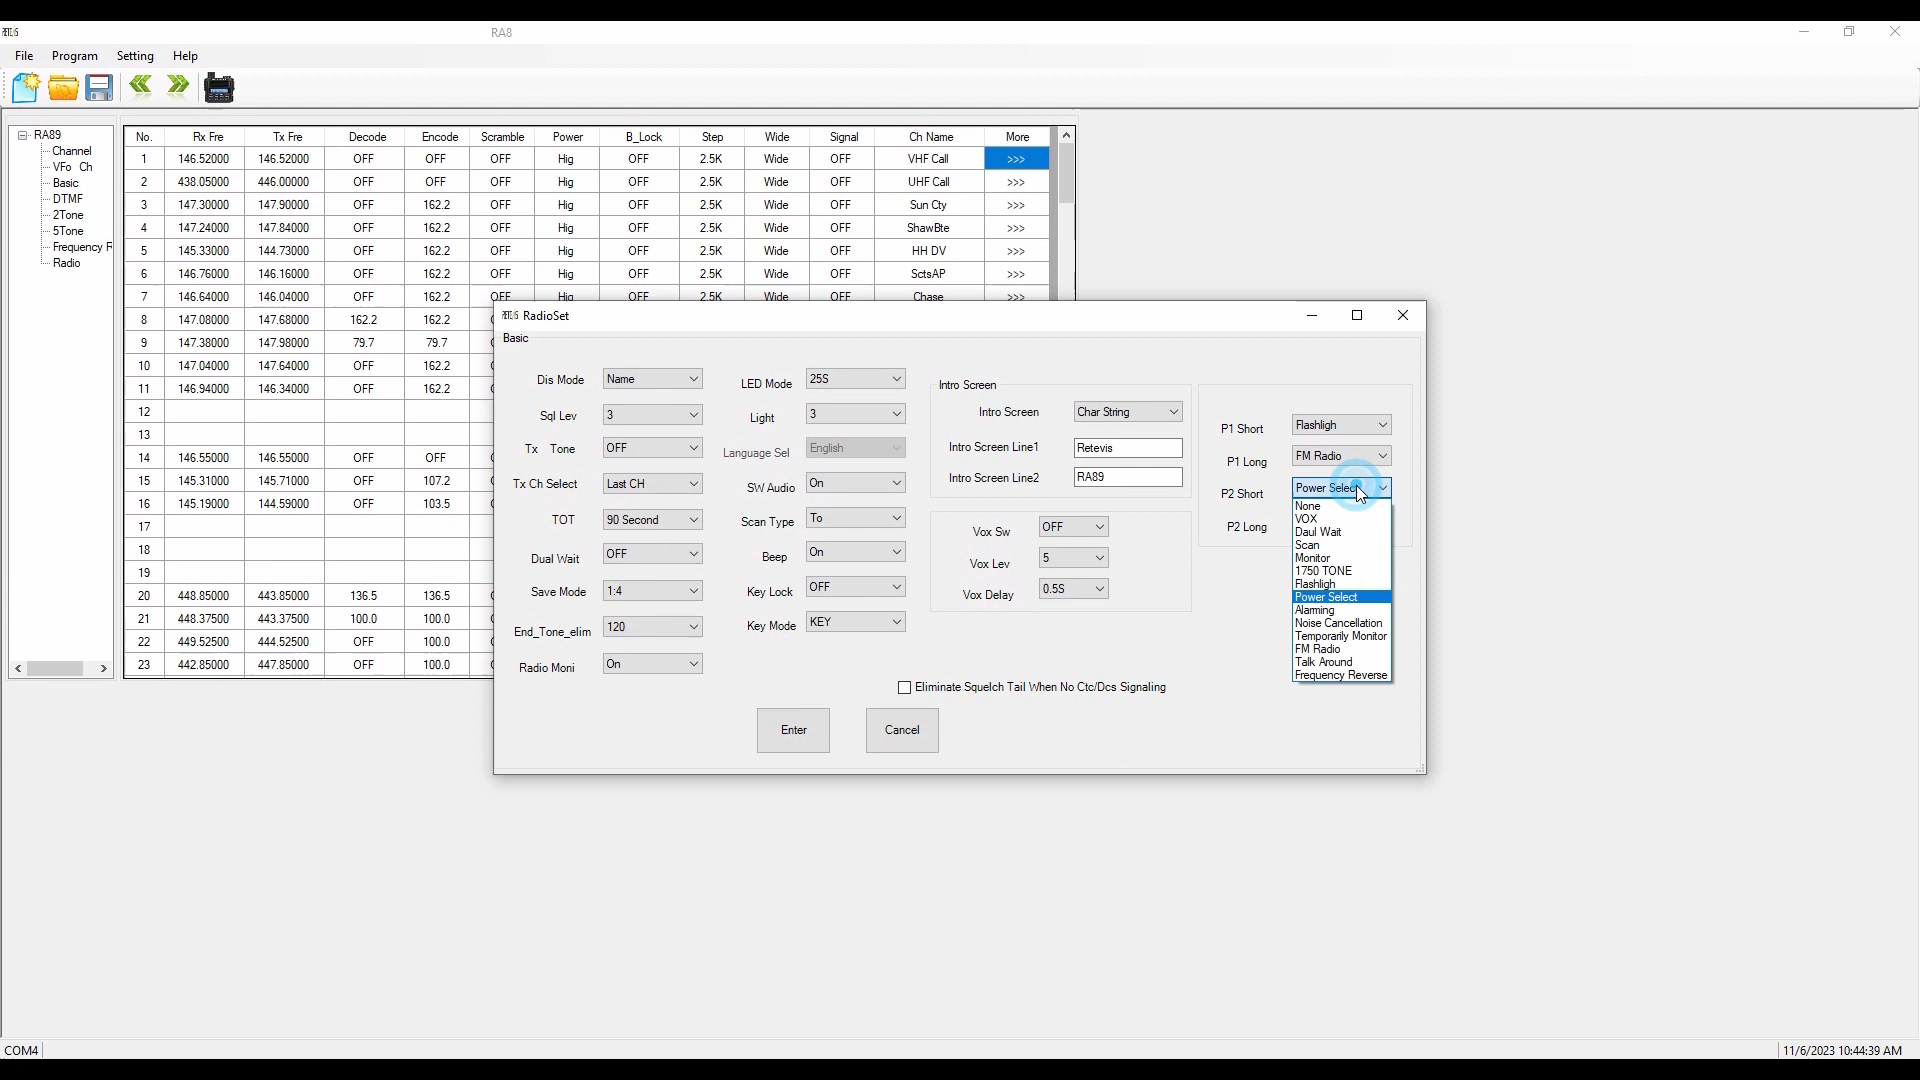 RETEVIS
RA8
File Program Setting Help
RA89
Channel
VFo Ch
Basic
DTMF
2Tone
5Tone
Frequency R
Radio
No. Rx Fre Tx Fre Decode Encode Scramble Power B_Lock Step Wide Signal Ch Name More
1 146.52000 146.52000 OFF OFF OFF Hig OFF 2.5K Wide OFF VHF Call >>>
2 438.05000 446.00000 OFF OFF OFF Hig OFF 2.5K Wide OFF UHF Call >>>
3 147.30000 147.90000 OFF 162.2 OFF Hig OFF 2.5K Wide OFF Sun Cty >>>
4 147.24000 147.84000 OFF 162.2 OFF Hig OFF 2.5K Wide OFF ShawBte >>>
5 145.33000 144.73000 OFF 162.2 OFF Hig OFF 2.5K Wide OFF HH DV >>>
6 146.76000 146.16000 OFF 162.2 OFF Hig OFF 2.5K Wide OFF SctsAP >>>
7 146.64000 146.04000 OFF 162.2 OFF Hig OFF 2.5K Wide OFF Chase >>>
8 147.08000 147.68000 162.2 162.2
9 147.38000 147.98000 79.7 79.7
10 147.04000 147.64000 OFF 162.2
11 146.94000 146.34000 OFF 162.2
12
13
14 146.55000 146.55000 OFF OFF
15 145.31000 145.71000 OFF 107.2
16 145.19000 144.59000 OFF 103.5
17
18
19
20 448.85000 443.85000 136.5 136.5
21 448.37500 443.37500 100.0 100.0
22 449.52500 444.52500 OFF 100.0
23 442.85000 447.85000 OFF 100.0
RETEVIS RadioSet
Basic
Dis Mode Name
Sql Lev 3
Tx Tone OFF
Tx Ch Select Last CH
TOT 90 Second
Dual Wait OFF
Save Mode 1:4
End_Tone_elim 120
Radio Moni On
LED Mode 25S
Light 3
Language Sel English
SW Audio On
Scan Type To
Beep On
Key Lock OFF
Key Mode KEY
Intro Screen
Intro Screen Char String
Intro Screen Line1 Retevis
Intro Screen Line2 RA89
Vox Sw OFF
Vox Lev 5
Vox Delay 0.5S
P1 Short Flashligh
P1 Long FM Radio
P2 Short Power Select
P2 Long
None
VOX
Daul Wait
Scan
Monitor
1750 TONE
Flashligh
Power Select
Alarming
Noise Cancellation
Temporarily Monitor
FM Radio
Talk Around
Frequency Reverse
Eliminate Squelch Tail When No Ctc/Dcs Signaling
Enter Cancel
COM4 11/6/2023 10:44:39 AM